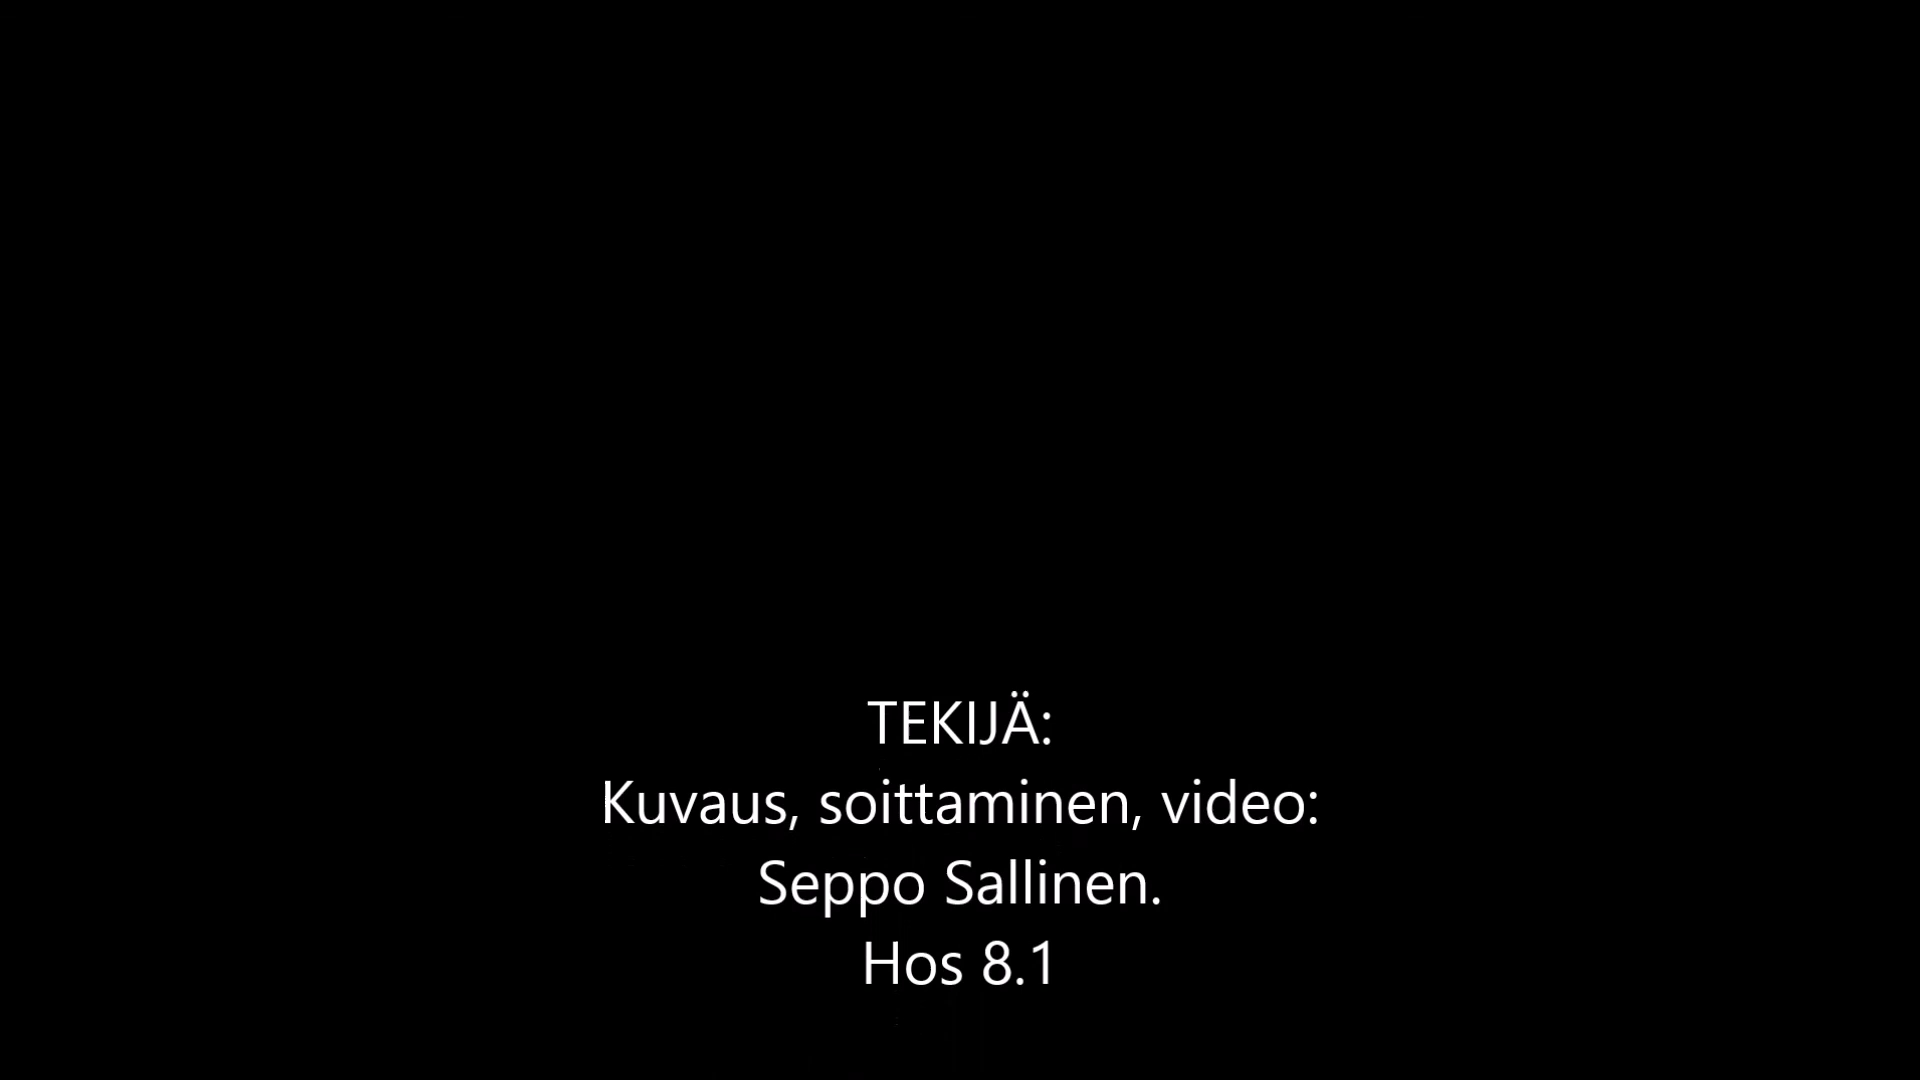 TEKIJÄ:
Kuvaus, soittaminen, video:
Seppo Sallinen.
Hos 8.1